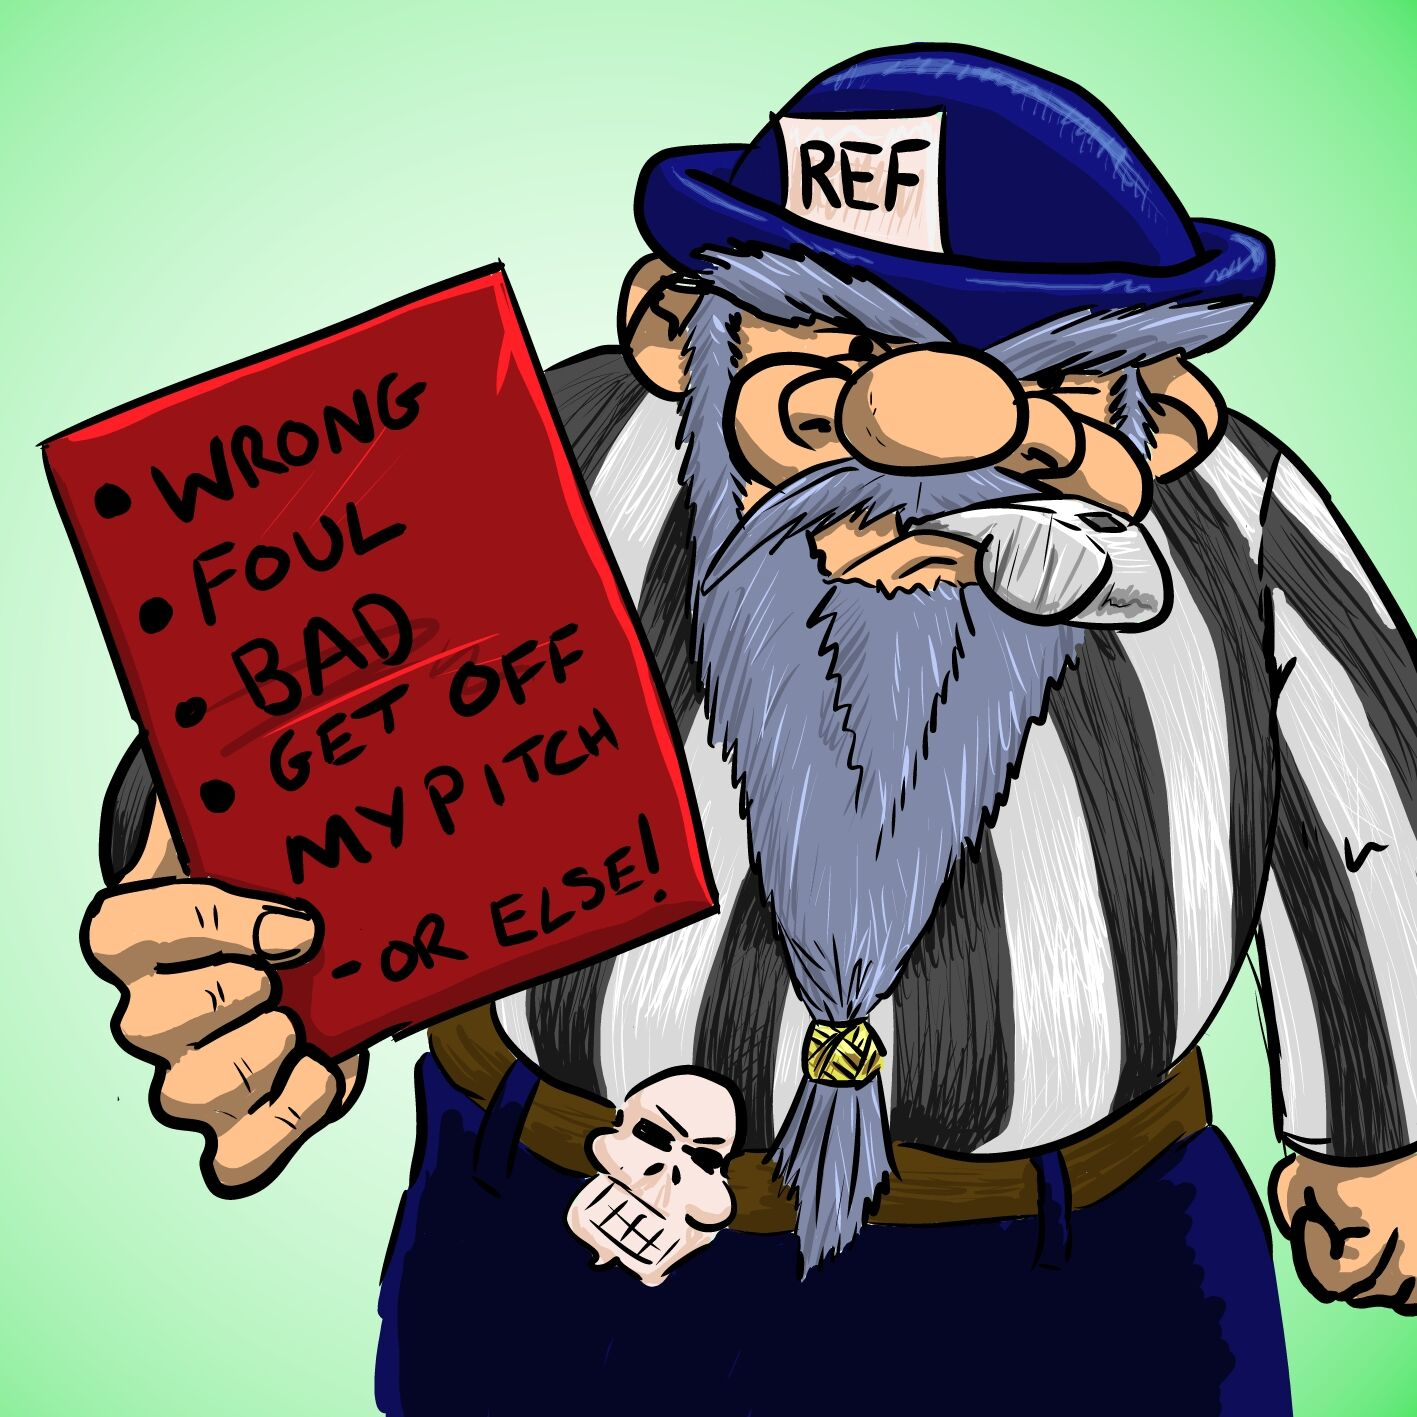 REF
• WRONG
• FOUL
• BAD
• GET OFF
MY PITCH
- OR ELSE!